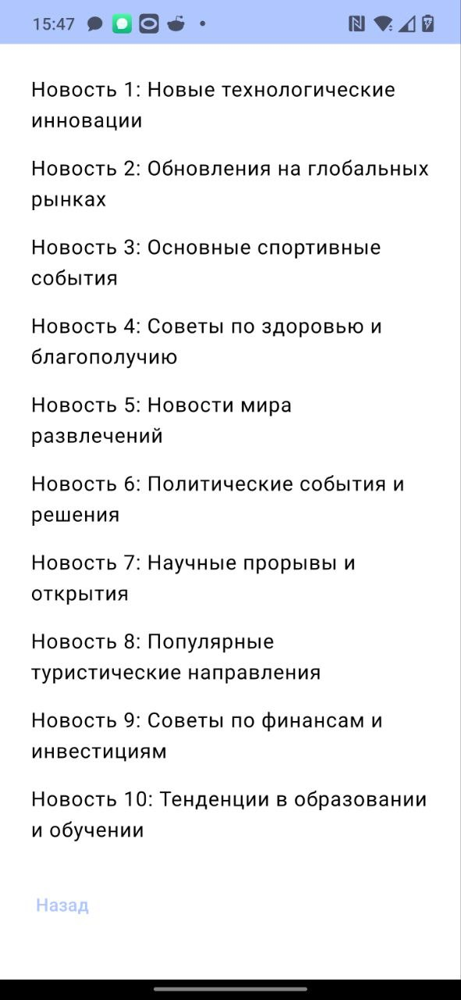 15:47
Новость 1: Новые технологические
инновации
Новость 2: Обновления на глобальных
рынках
Новость 3: Основные спортивные
события
Новость 4: Советы по здоровью и
благополучию
Новость 5: Новости мира
развлечений
Новость 6: Политические события и
решения
Новость 7: Научные прорывы и
открытия
Новость 8: Популярные
туристические направления
Новость 9: Советы по финансам и
инвестициям
Новость 10: Тенденции в образовании
и обучении
Назад